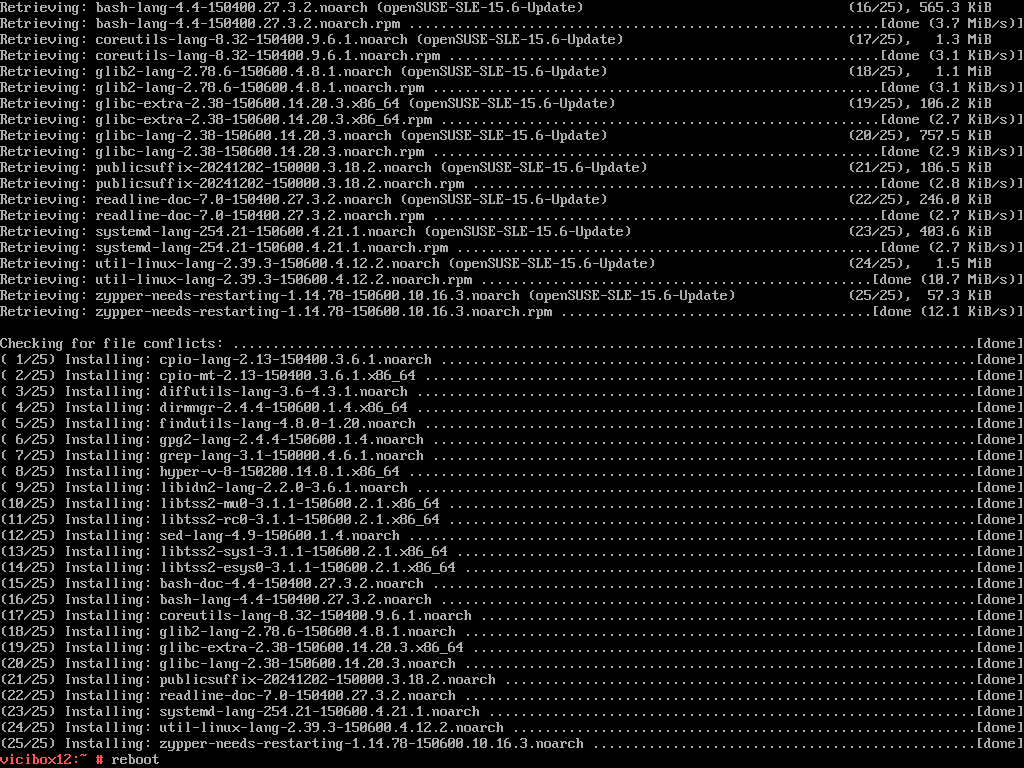 Retrieving: bash-lang-4.4-150400.27.3.2.noarch (openSUSE-SLE-15.6-Update) (16/25), 565.3 KiB
Retrieving: bash-lang-4.4-150400.27.3.2.noarch.rpm ..........................................................[done (3.7 MiB/s)]
Retrieving: coreutils-lang-8.32-150400.9.6.1.noarch (openSUSE-SLE-15.6-Update) (17/25),   1.3 MiB
Retrieving: coreutils-lang-8.32-150400.9.6.1.noarch.rpm .....................................................[done (3.1 KiB/s)]
Retrieving: glib2-lang-2.78.6-150600.4.8.1.noarch (openSUSE-SLE-15.6-Update) (18/25),   1.1 MiB
Retrieving: glib2-lang-2.78.6-150600.4.8.1.noarch.rpm .......................................................[done (3.1 KiB/s)]
Retrieving: glibc-extra-2.38-150600.14.20.3.x86_64 (openSUSE-SLE-15.6-Update) (19/25), 106.2 KiB
Retrieving: glibc-extra-2.38-150600.14.20.3.x86_64.rpm ......................................................[done (2.7 KiB/s)]
Retrieving: glibc-lang-2.38-150600.14.20.3.noarch (openSUSE-SLE-15.6-Update) (20/25), 757.5 KiB
Retrieving: glibc-lang-2.38-150600.14.20.3.noarch.rpm .......................................................[done (2.9 KiB/s)]
Retrieving: publicsuffix-20241202-150000.3.18.2.noarch (openSUSE-SLE-15.6-Update) (21/25), 186.5 KiB
Retrieving: publicsuffix-20241202-150000.3.18.2.noarch.rpm ..................................................[done (2.8 KiB/s)]
Retrieving: readline-doc-7.0-150400.27.3.2.noarch (openSUSE-SLE-15.6-Update) (22/25), 246.0 KiB
Retrieving: readline-doc-7.0-150400.27.3.2.noarch.rpm .......................................................[done (2.7 KiB/s)]
Retrieving: systemd-lang-254.21-150600.4.21.1.noarch (openSUSE-SLE-15.6-Update) (23/25), 403.6 KiB
Retrieving: systemd-lang-254.21-150600.4.21.1.noarch.rpm ....................................................[done (2.7 KiB/s)]
Retrieving: util-linux-lang-2.39.3-150600.4.12.2.noarch (openSUSE-SLE-15.6-Update) (24/25),   1.5 MiB
Retrieving: util-linux-lang-2.39.3-150600.4.12.2.noarch.rpm ................................................[done (10.7 MiB/s)]
Retrieving: zypper-needs-restarting-1.14.78-150600.10.16.3.noarch (openSUSE-SLE-15.6-Update) (25/25),  57.3 KiB
Retrieving: zypper-needs-restarting-1.14.78-150600.10.16.3.noarch.rpm ......................................[done (12.1 KiB/s)]
Checking for file conflicts: ............................................................................................[done]
( 1/25) Installing: cpio-lang-2.13-150400.3.6.1.noarch ..................................................................[done]
( 2/25) Installing: cpio-mt-2.13-150400.3.6.1.x86_64 ....................................................................[done]
( 3/25) Installing: diffutils-lang-3.6-4.3.1.noarch .....................................................................[done]
( 4/25) Installing: dirmngr-2.4.4-150600.1.4.x86_64 .....................................................................[done]
( 5/25) Installing: findutils-lang-4.8.0-1.20.noarch ....................................................................[done]
( 6/25) Installing: gpg2-lang-2.4.4-150600.1.4.noarch ...................................................................[done]
( 7/25) Installing: grep-lang-3.1-150000.4.6.1.noarch ...................................................................[done]
( 8/25) Installing: hyper-v-8-150200.14.8.1.x86_64 ......................................................................[done]
( 9/25) Installing: libidn2-lang-2.2.0-3.6.1.noarch .....................................................................[done]
(10/25) Installing: libtss2-mu0-3.1.1-150600.2.1.x86_64 .................................................................[done]
(11/25) Installing: libtss2-rc0-3.1.1-150600.2.1.x86_64 .................................................................[done]
(12/25) Installing: sed-lang-4.9-150600.1.4.noarch ......................................................................[done]
(13/25) Installing: libtss2-sys1-3.1.1-150600.2.1.x86_64 ................................................................[done]
(14/25) Installing: libtss2-esys0-3.1.1-150600.2.1.x86_64 ...............................................................[done]
(15/25) Installing: bash-doc-4.4-150400.27.3.2.noarch ...................................................................[done]
(16/25) Installing: bash-lang-4.4-150400.27.3.2.noarch ..................................................................[done]
(17/25) Installing: coreutils-lang-8.32-150400.9.6.1.noarch .............................................................[done]
(18/25) Installing: glib2-lang-2.78.6-150600.4.8.1.noarch ...............................................................[done]
(19/25) Installing: glibc-extra-2.38-150600.14.20.3.x86_64 ..............................................................[done]
(20/25) Installing: glibc-lang-2.38-150600.14.20.3.noarch ...............................................................[done]
(21/25) Installing: publicsuffix-20241202-150000.3.18.2.noarch ..........................................................[done]
(22/25) Installing: readline-doc-7.0-150400.27.3.2.noarch ...............................................................[done]
(23/25) Installing: systemd-lang-254.21-150600.4.21.1.noarch ............................................................[done]
(24/25) Installing: util-linux-lang-2.39.3-150600.4.12.2.noarch .........................................................[done]
(25/25) Installing: zypper-needs-restarting-1.14.78-150600.10.16.3.noarch ...............................................[done]
vicibox12:~ # reboot